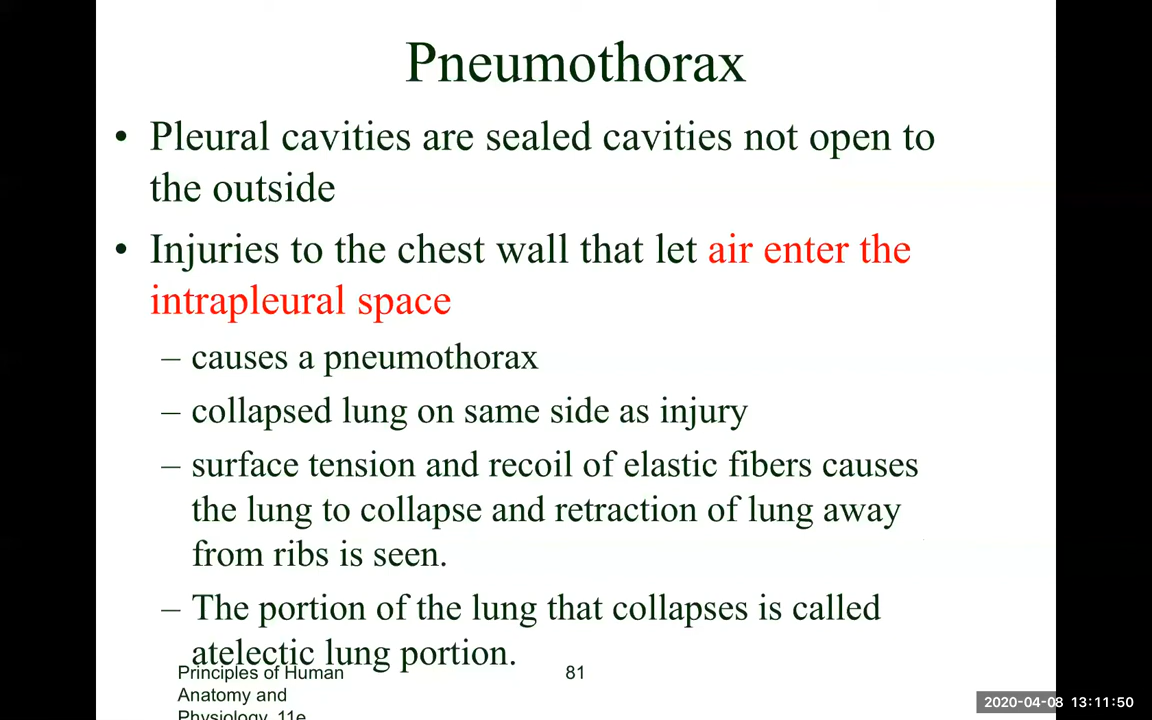 Pneumothorax
• Pleural cavities are sealed cavities not open to
the outside
• Injuries to the chest wall that let air enter the
intrapleural space
– causes a pneumothorax
– collapsed lung on same side as injury
– surface tension and recoil of elastic fibers causes
the lung to collapse and retraction of lung away
from ribs is seen.
– The portion of the lung that collapses is called
atelectic lung portion.
Principles of Human
Anatomy and
Physiology, 11e
81
2020-04-08 13:11:50